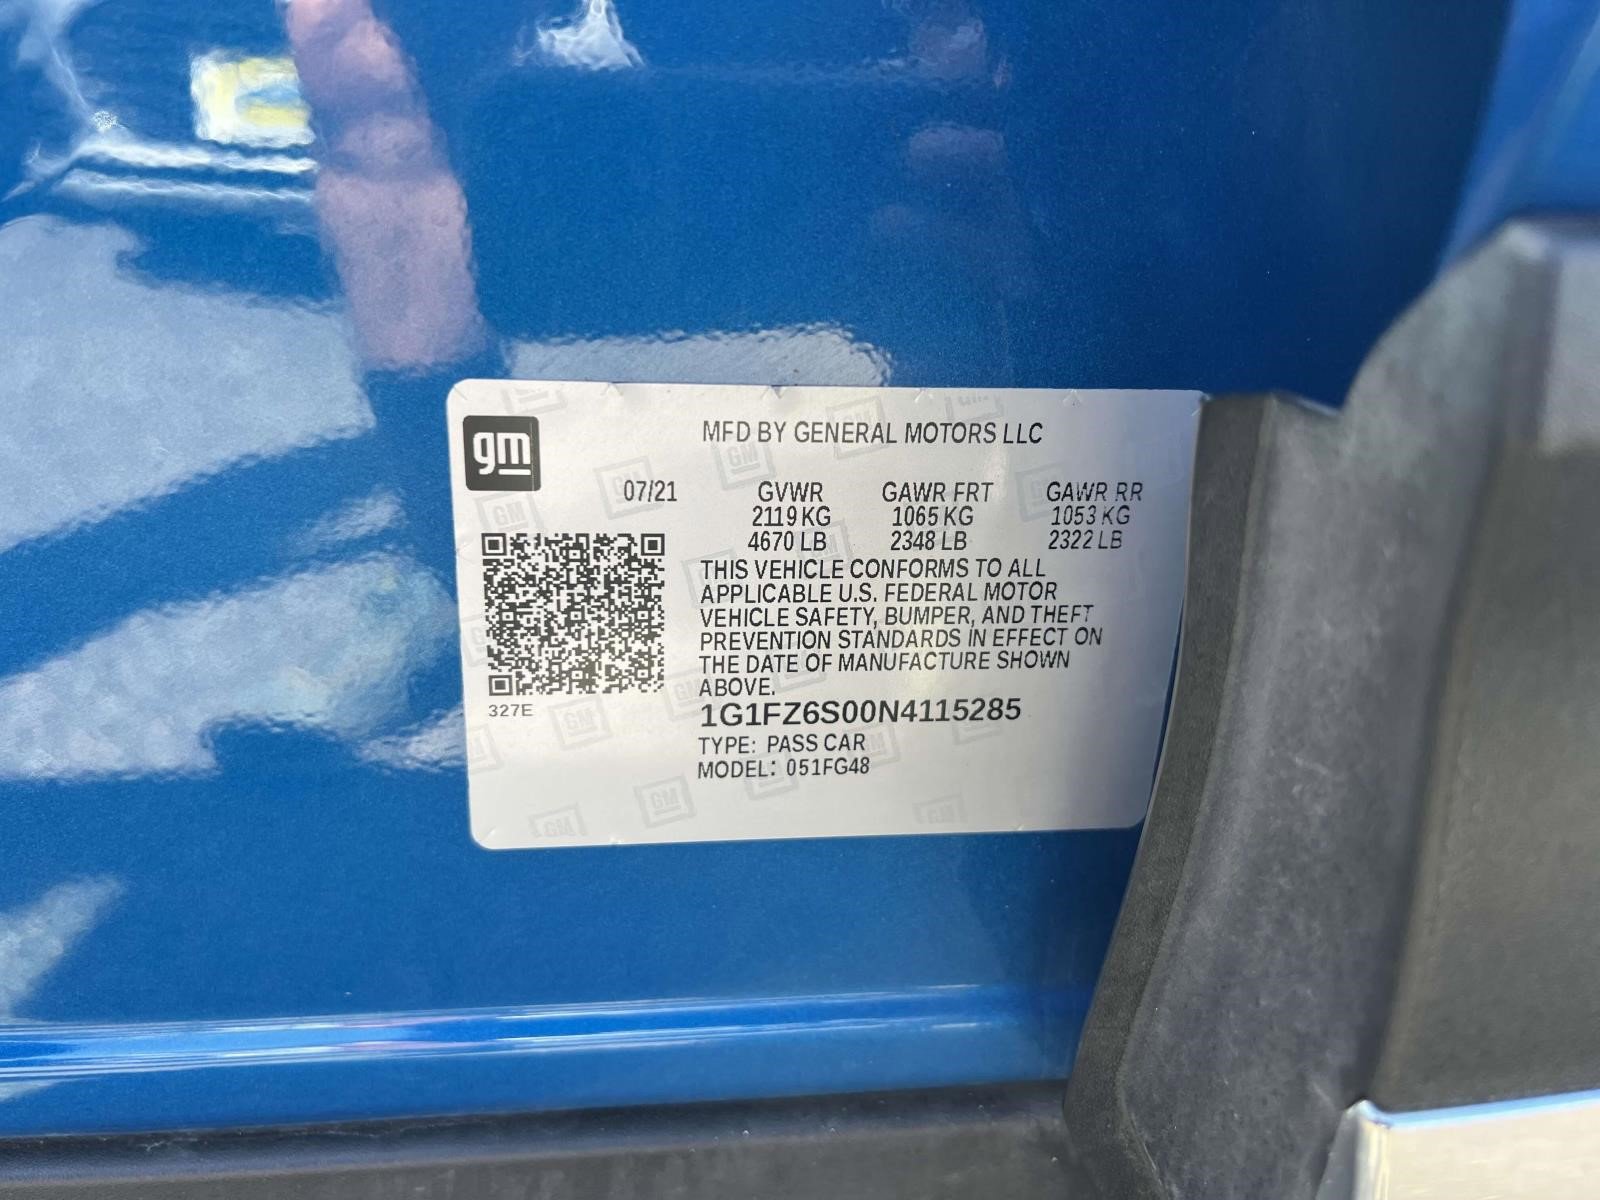 gm
MFD BY GENERAL MOTORS LLC
07/21 GVWR GAWR FRT GAWR RR
2119 KG 1065 KG 1053 KG
4670 LB 2348 LB 2322 LB
THIS VEHICLE CONFORMS TO ALL
APPLICABLE U.S. FEDERAL MOTOR
VEHICLE SAFETY, BUMPER, AND THEFT
PREVENTION STANDARDS IN EFFECT ON
THE DATE OF MANUFACTURE SHOWN
ABOVE.
327E
1G1FZ6S00N4115285
TYPE: PASS CAR
MODEL: 051FG48